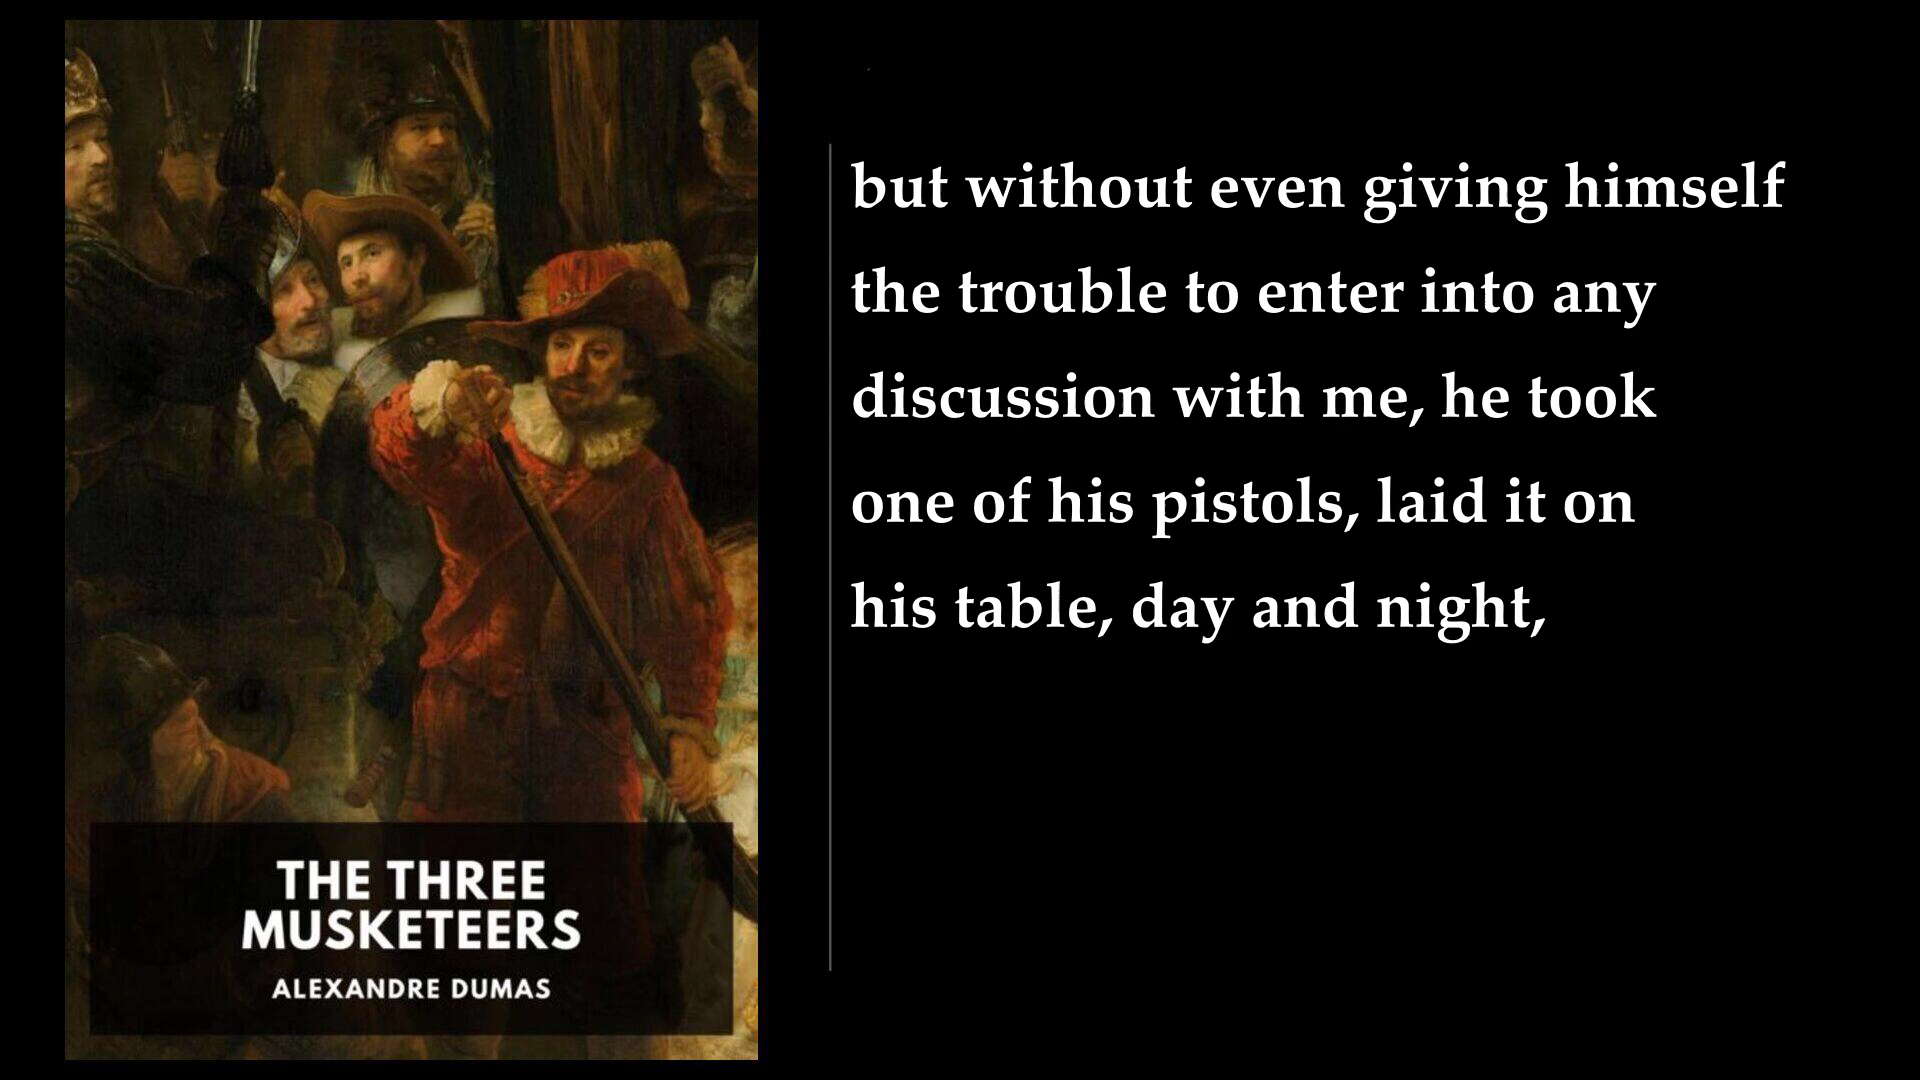 but without even giving himself
the trouble to enter into any
discussion with me, he took
one of his pistols, laid it on
his table, day and night,
THE THREE
MUSKETEERS
ALEXANDRE DUMAS